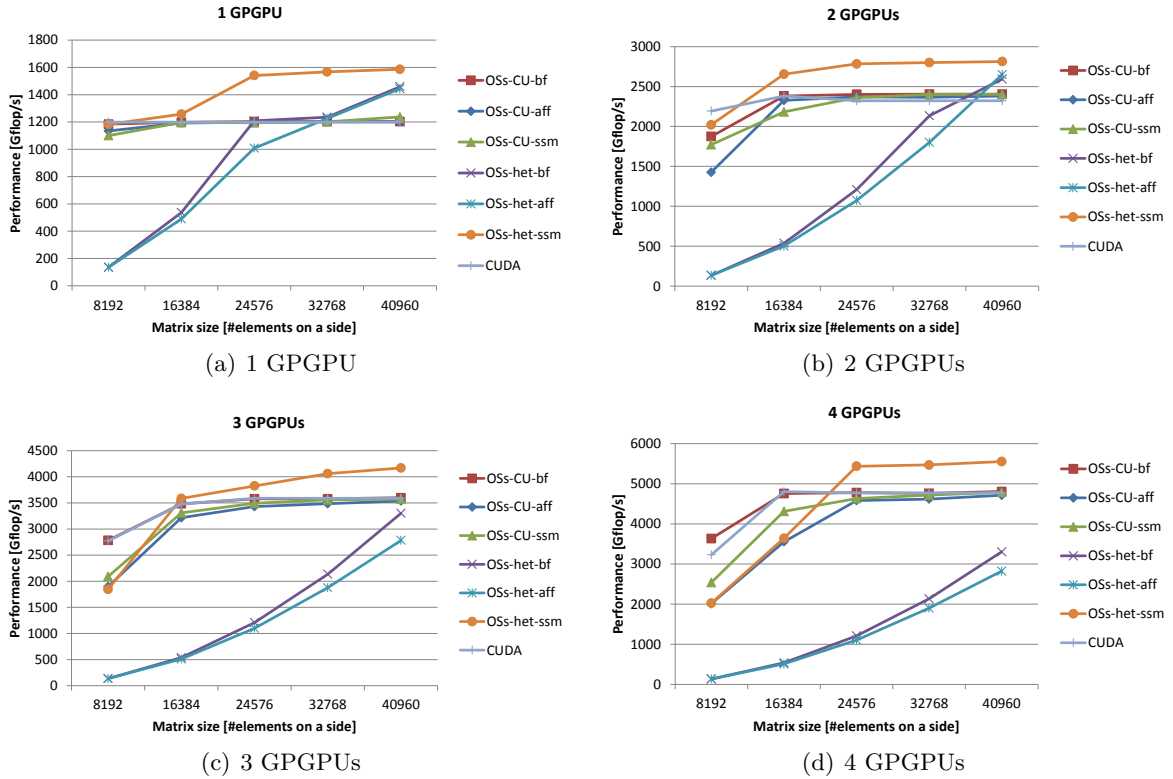 1 GPGPU
Performance [Gflop/s]
1800
1600
1400
1200
1000
800
600
400
200
0
8192 16384 24576 32768 40960
Matrix size [#elements on a side]
OSs-CU-bf
OSs-CU-aff
OSs-CU-ssm
OSs-het-bf
OSs-het-aff
OSs-het-ssm
CUDA
(a) 1 GPGPU
2 GPGPUs
Performance [Gflop/s]
3000
2500
2000
1500
1000
500
0
8192 16384 24576 32768 40960
Matrix size [#elements on a side]
OSs-CU-bf
OSs-CU-aff
OSs-CU-ssm
OSs-het-bf
OSs-het-aff
OSs-het-ssm
CUDA
(b) 2 GPGPUs
3 GPGPUs
Performance [Gflop/s]
4500
4000
3500
3000
2500
2000
1500
1000
500
0
8192 16384 24576 32768 40960
Matrix size [#elements on a side]
OSs-CU-bf
OSs-CU-aff
OSs-CU-ssm
OSs-het-bf
OSs-het-aff
OSs-het-ssm
CUDA
(c) 3 GPGPUs
4 GPGPUs
Performance [Gflop/s]
6000
5000
4000
3000
2000
1000
0
8192 16384 24576 32768 40960
Matrix size [#elements on a side]
OSs-CU-bf
OSs-CU-aff
OSs-CU-ssm
OSs-het-bf
OSs-het-aff
OSs-het-ssm
CUDA
(d) 4 GPGPUs